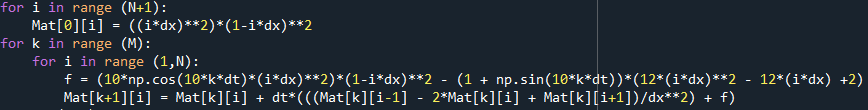 for i in range (N+1):
    Mat[0][i] = ((i*dx)**2)*(1-i*dx)**2
for k in range (M):
    for i in range (1,N):
        f = (10*np.cos(10*k*dt)*(i*dx)**2)*(1-i*dx)**2 - (1 + np.sin(10*k*dt))*(12*(i*dx)**2 - 12*(i*dx) +2)
        Mat[k+1][i] = Mat[k][i] + dt*(((Mat[k][i-1] - 2*Mat[k][i] + Mat[k][i+1])/dx**2) + f)